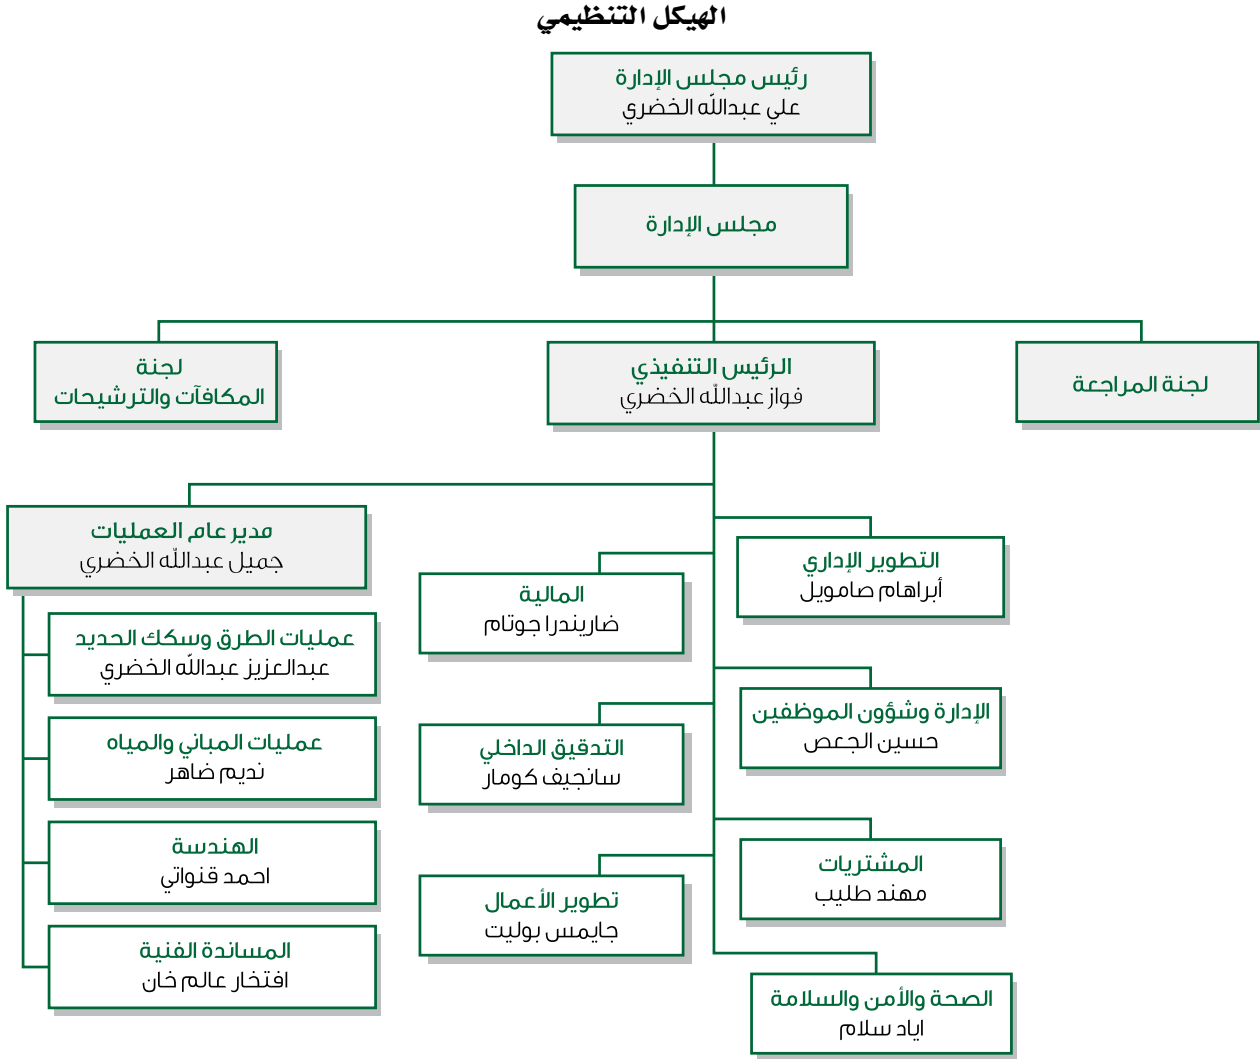 الهيكل التنظيمي
رئيس مجلس الإدارة
علي عبدالله الخضري
مجلس الإدارة
لجنة المراجعة
الرئيس التنفيذي
فواز عبدالله الخضري
لجنة
المكافآت والترشيحات
مدير عام العمليات
جميل عبدالله الخضري
التطوير الإداري
أبراهام صامويل
المالية
ضاريندرا جوتام
عمليات الطرق وسكك الحديد
عبدالعزيز عبدالله الخضري
الإدارة وشؤون الموظفين
حسين الجعص
التدقيق الداخلي
سانجيف كومار
عمليات المباني والمياه
نديم ضاهر
المشتريات
مهند طليب
تطوير الأعمال
جايمس بوليت
الهندسة
احمد قنواتي
المساندة الفنية
افتخار عالم خان
الصحة والأمن والسلامة
اياد سلام